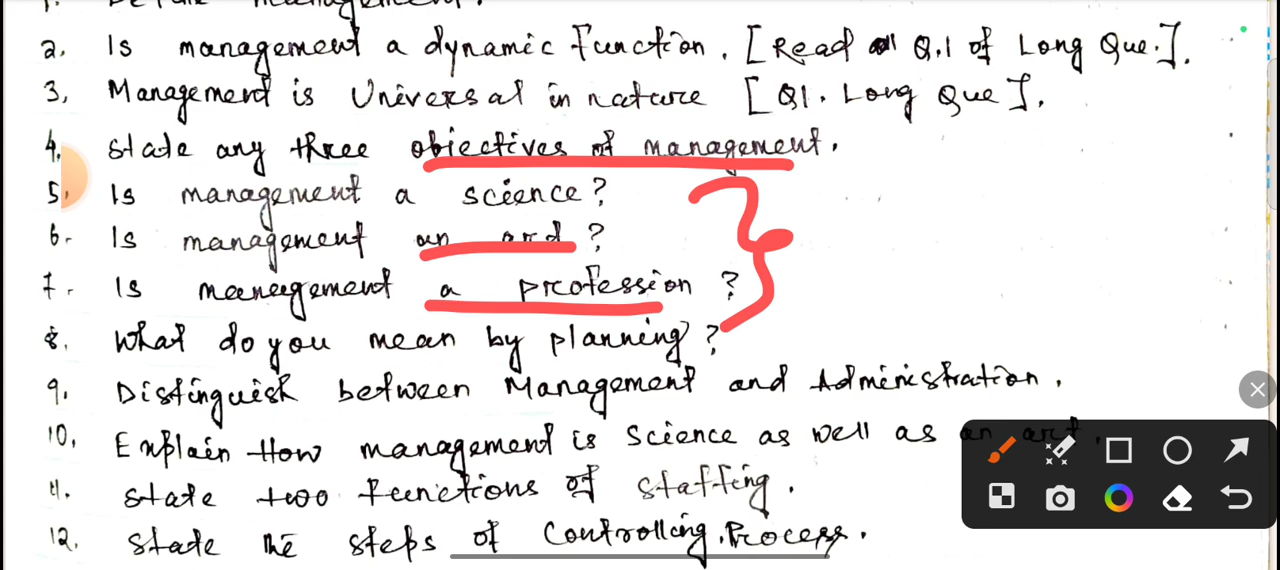 1. Define management.
2. Is management a dynamic function. [Read all Q.1 of Long Que.].
3. Management is Universal in nature [Q1. Long Que].
4. State any three objectives of management.
5. Is management a science?
6. Is management an art?
7. Is management a profession?
8. What do you mean by planning?
9. Distinguish between Management and Administration.
10. Explain How management is science as well as an art.
11. State two functions of staffing.
12. State the steps of Controlling Process.